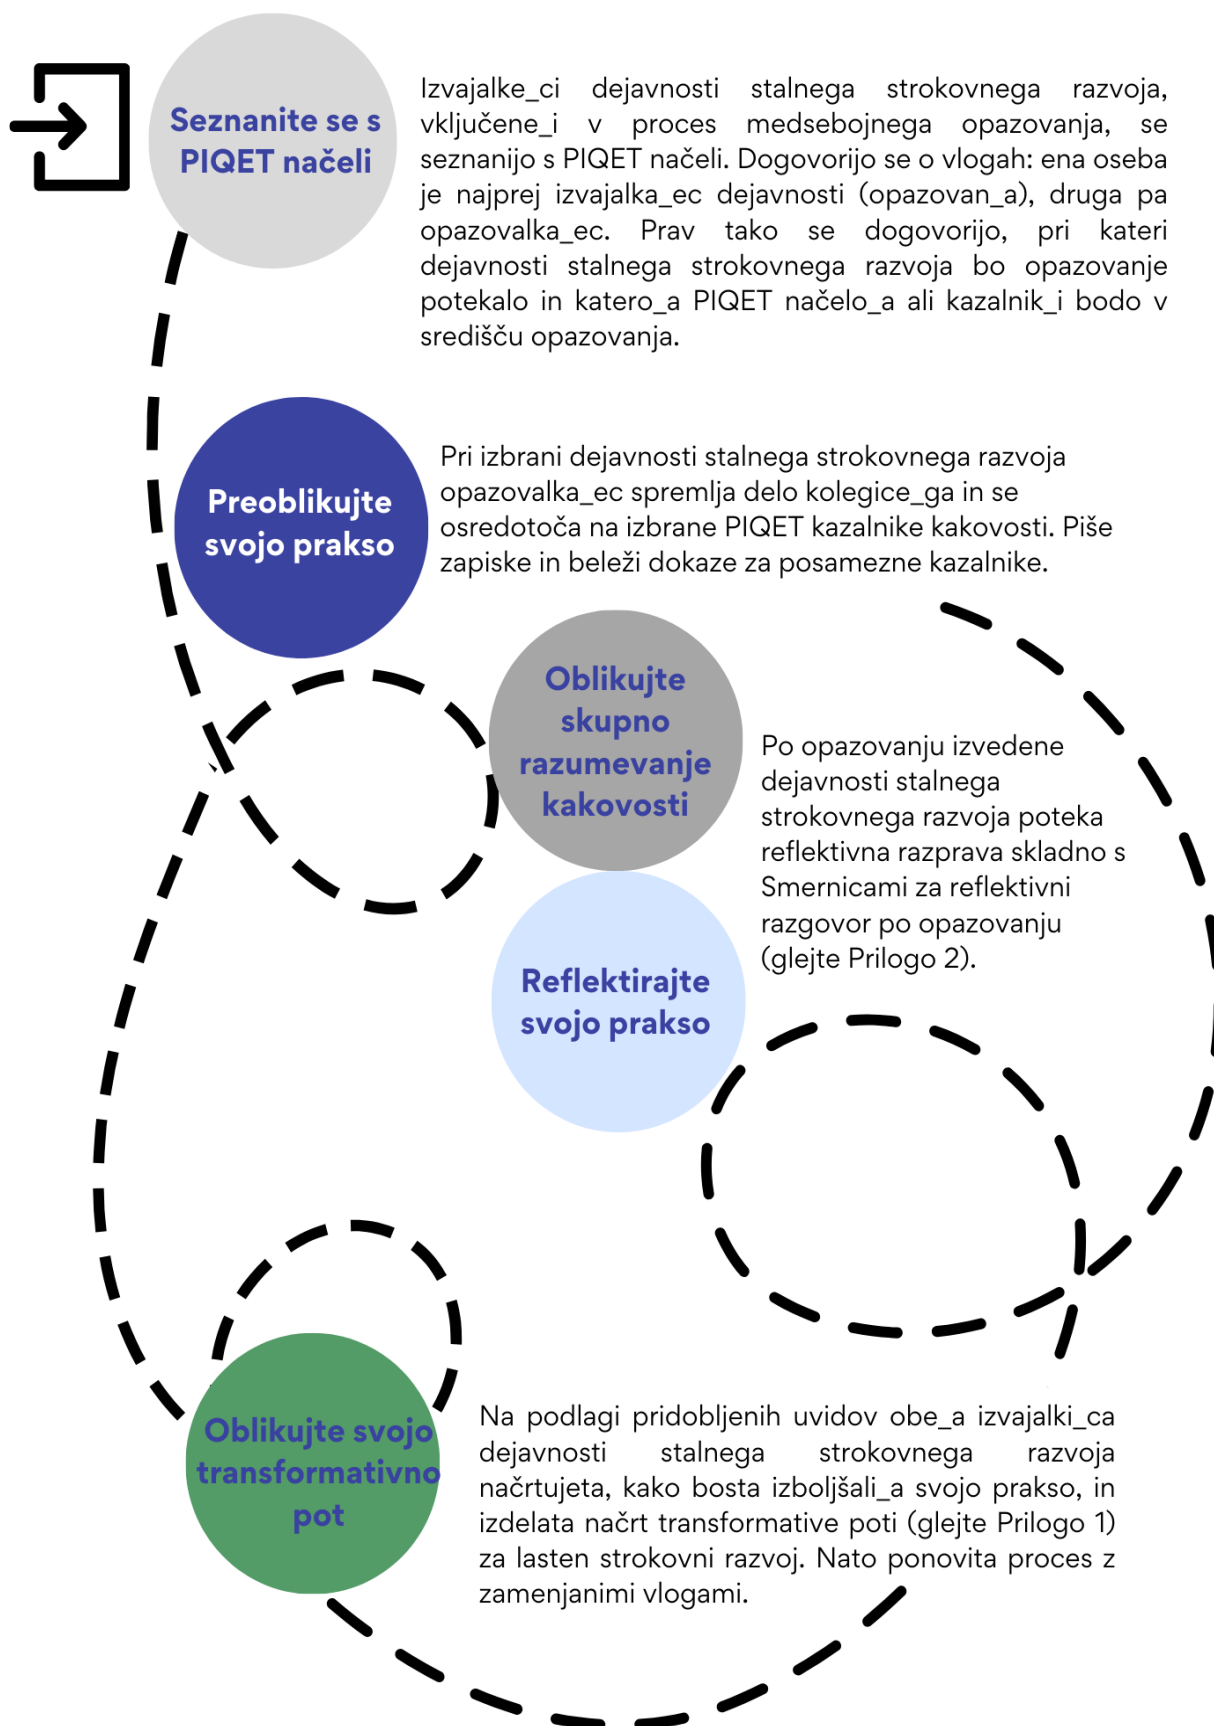 Seznanite se s
PIQET načeli
Izvajalke_ci dejavnosti stalnega strokovnega razvoja,
vključene_i v proces medsebojnega opazovanja, se
seznanijo s PIQET načeli. Dogovorijo se o vlogah: ena oseba
je najprej izvajalka_ec dejavnosti (opazovan_a), druga pa
opazovalka_ec. Prav tako se dogovorijo, pri kateri
dejavnosti stalnega strokovnega razvoja bo opazovanje
potekalo in katero_a PIQET načelo_a ali kazalnik_i bodo v
središču opazovanja.
Preoblikujte
svojo prakso
Pri izbrani dejavnosti stalnega strokovnega razvoja
opazovalka_ec spremlja delo kolegice_ga in se
osredotoča na izbrane PIQET kazalnike kakovosti. Piše
zapiske in beleži dokaze za posamezne kazalnike.
Oblikujte
skupno
razumevanje
kakovosti
Po opazovanju izvedene
dejavnosti stalnega
strokovnega razvoja poteka
reflektivna razprava skladno s
Smernicami za reflektivni
razgovor po opazovanju
(glejte Prilogo 2).
Reflektirajte
svojo prakso
Oblikujte svojo
transformativno
pot
Na podlagi pridobljenih uvidov obe_a izvajalki_ca
dejavnosti stalnega strokovnega razvoja
načrtujeta, kako bosta izboljšali_a svojo prakso, in
izdelata načrt transformative poti (glejte Prilogo 1)
za lasten strokovni razvoj. Nato ponovita proces z
zamenjanimi vlogami.